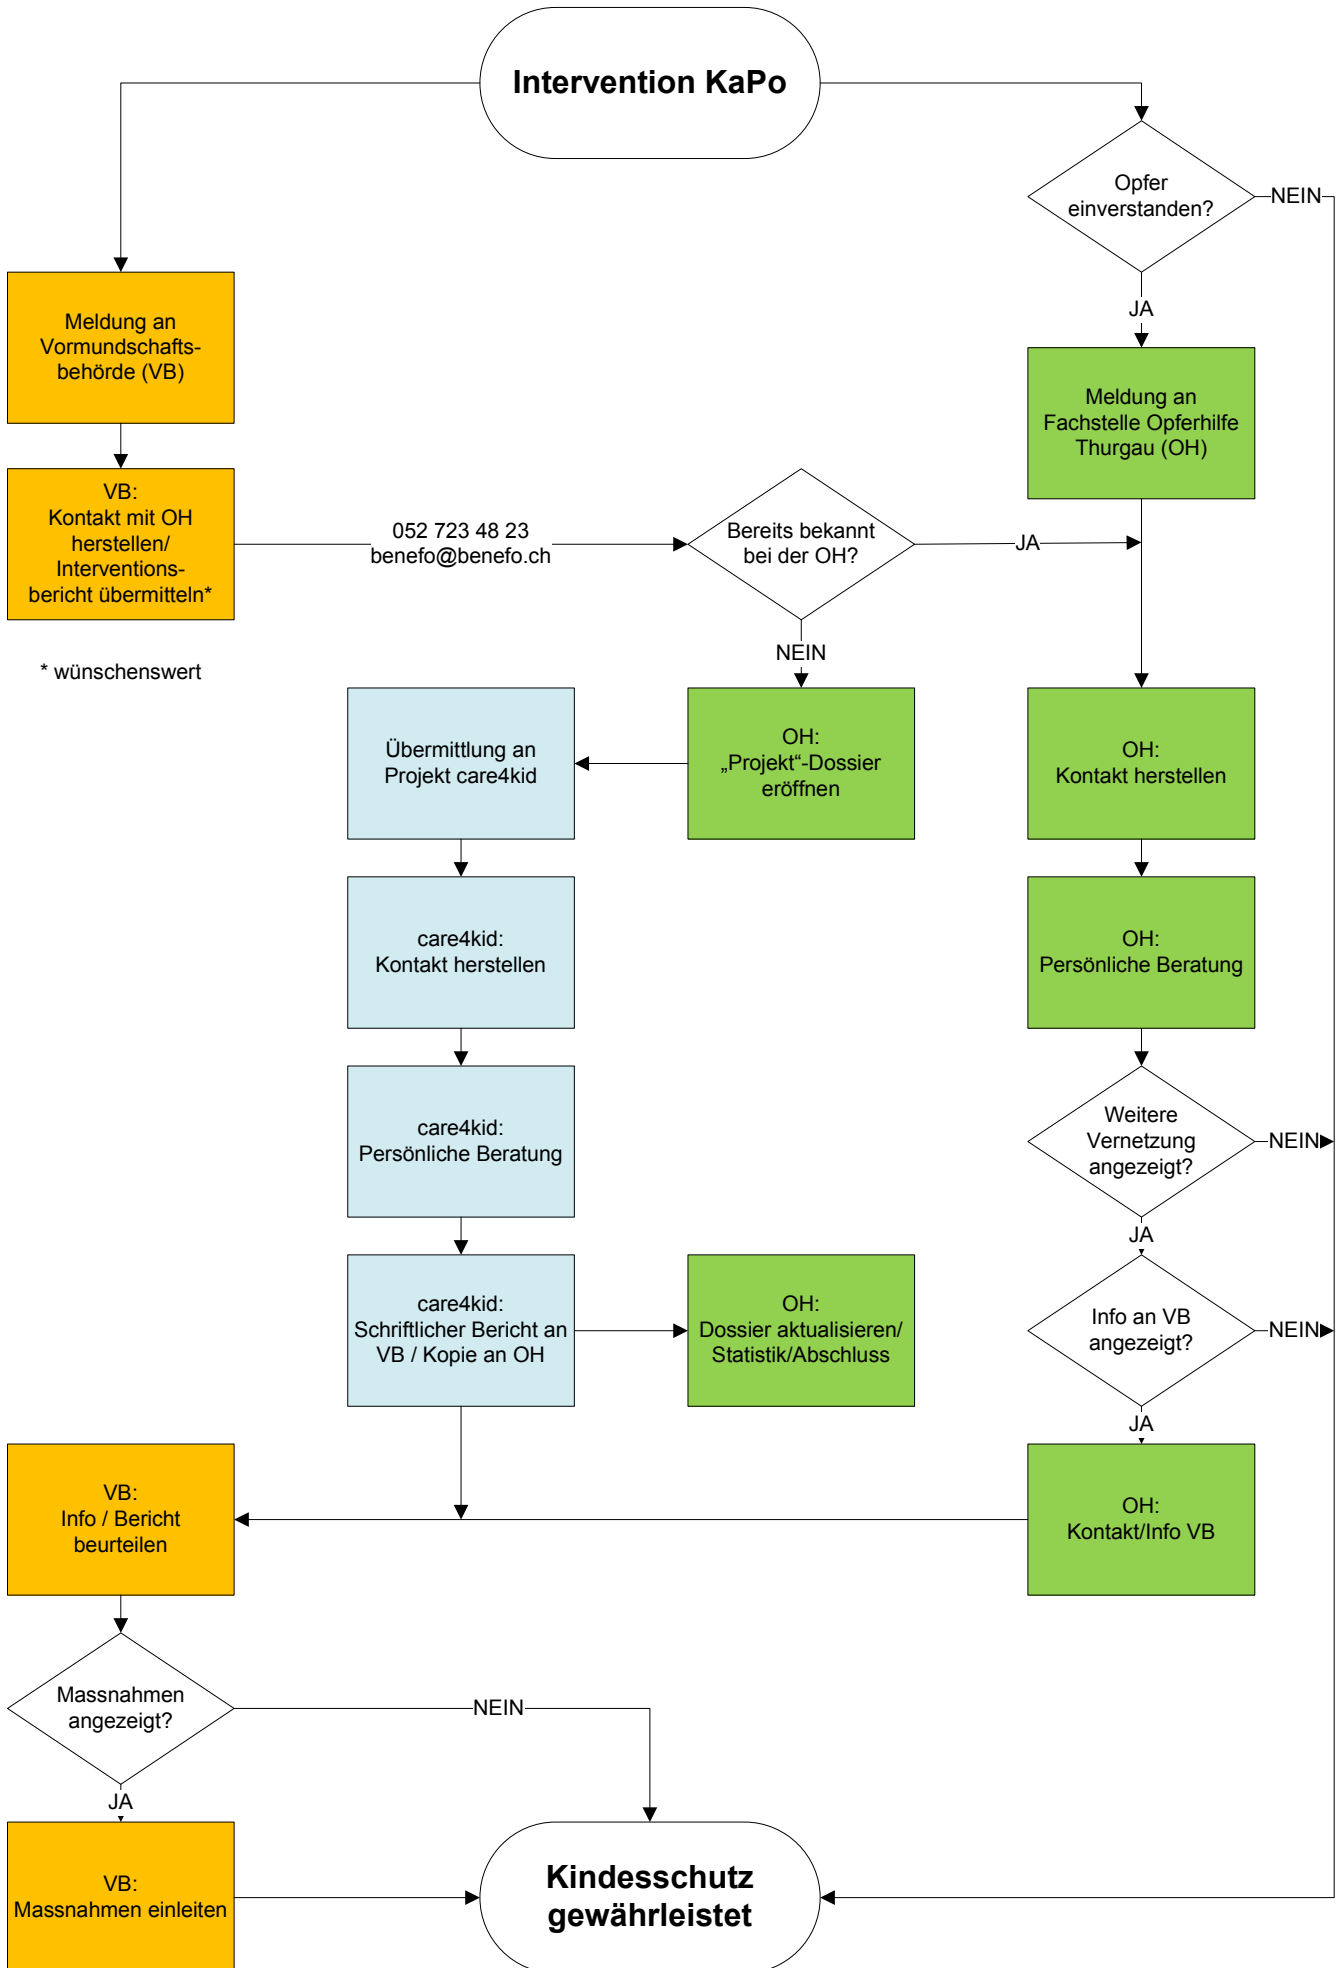 Intervention KaPo
Opfer
einverstanden?
NEIN
JA
Meldung an
Vormundschafts-
behörde (VB)
Meldung an
Fachstelle Opferhilfe
Thurgau (OH)
VB:
Kontakt mit OH
herstellen/
Interventions-
bericht übermitteln*
052 723 48 23
benefo@benefo.ch
Bereits bekannt
bei der OH?
JA
NEIN
* wünschenswert
Übermittlung an
Projekt care4kid
OH:
„Projekt“-Dossier
eröffnen
OH:
Kontakt herstellen
care4kid:
Kontakt herstellen
OH:
Persönliche Beratung
care4kid:
Persönliche Beratung
Weitere
Vernetzung
angezeigt?
NEIN
JA
care4kid:
Schriftlicher Bericht an
VB / Kopie an OH
OH:
Dossier aktualisieren/
Statistik/Abschluss
Info an VB
angezeigt?
NEIN
JA
VB:
Info / Bericht
beurteilen
OH:
Kontakt/Info VB
Massnahmen
angezeigt?
NEIN
JA
VB:
Massnahmen einleiten
Kindesschutz
gewährleistet